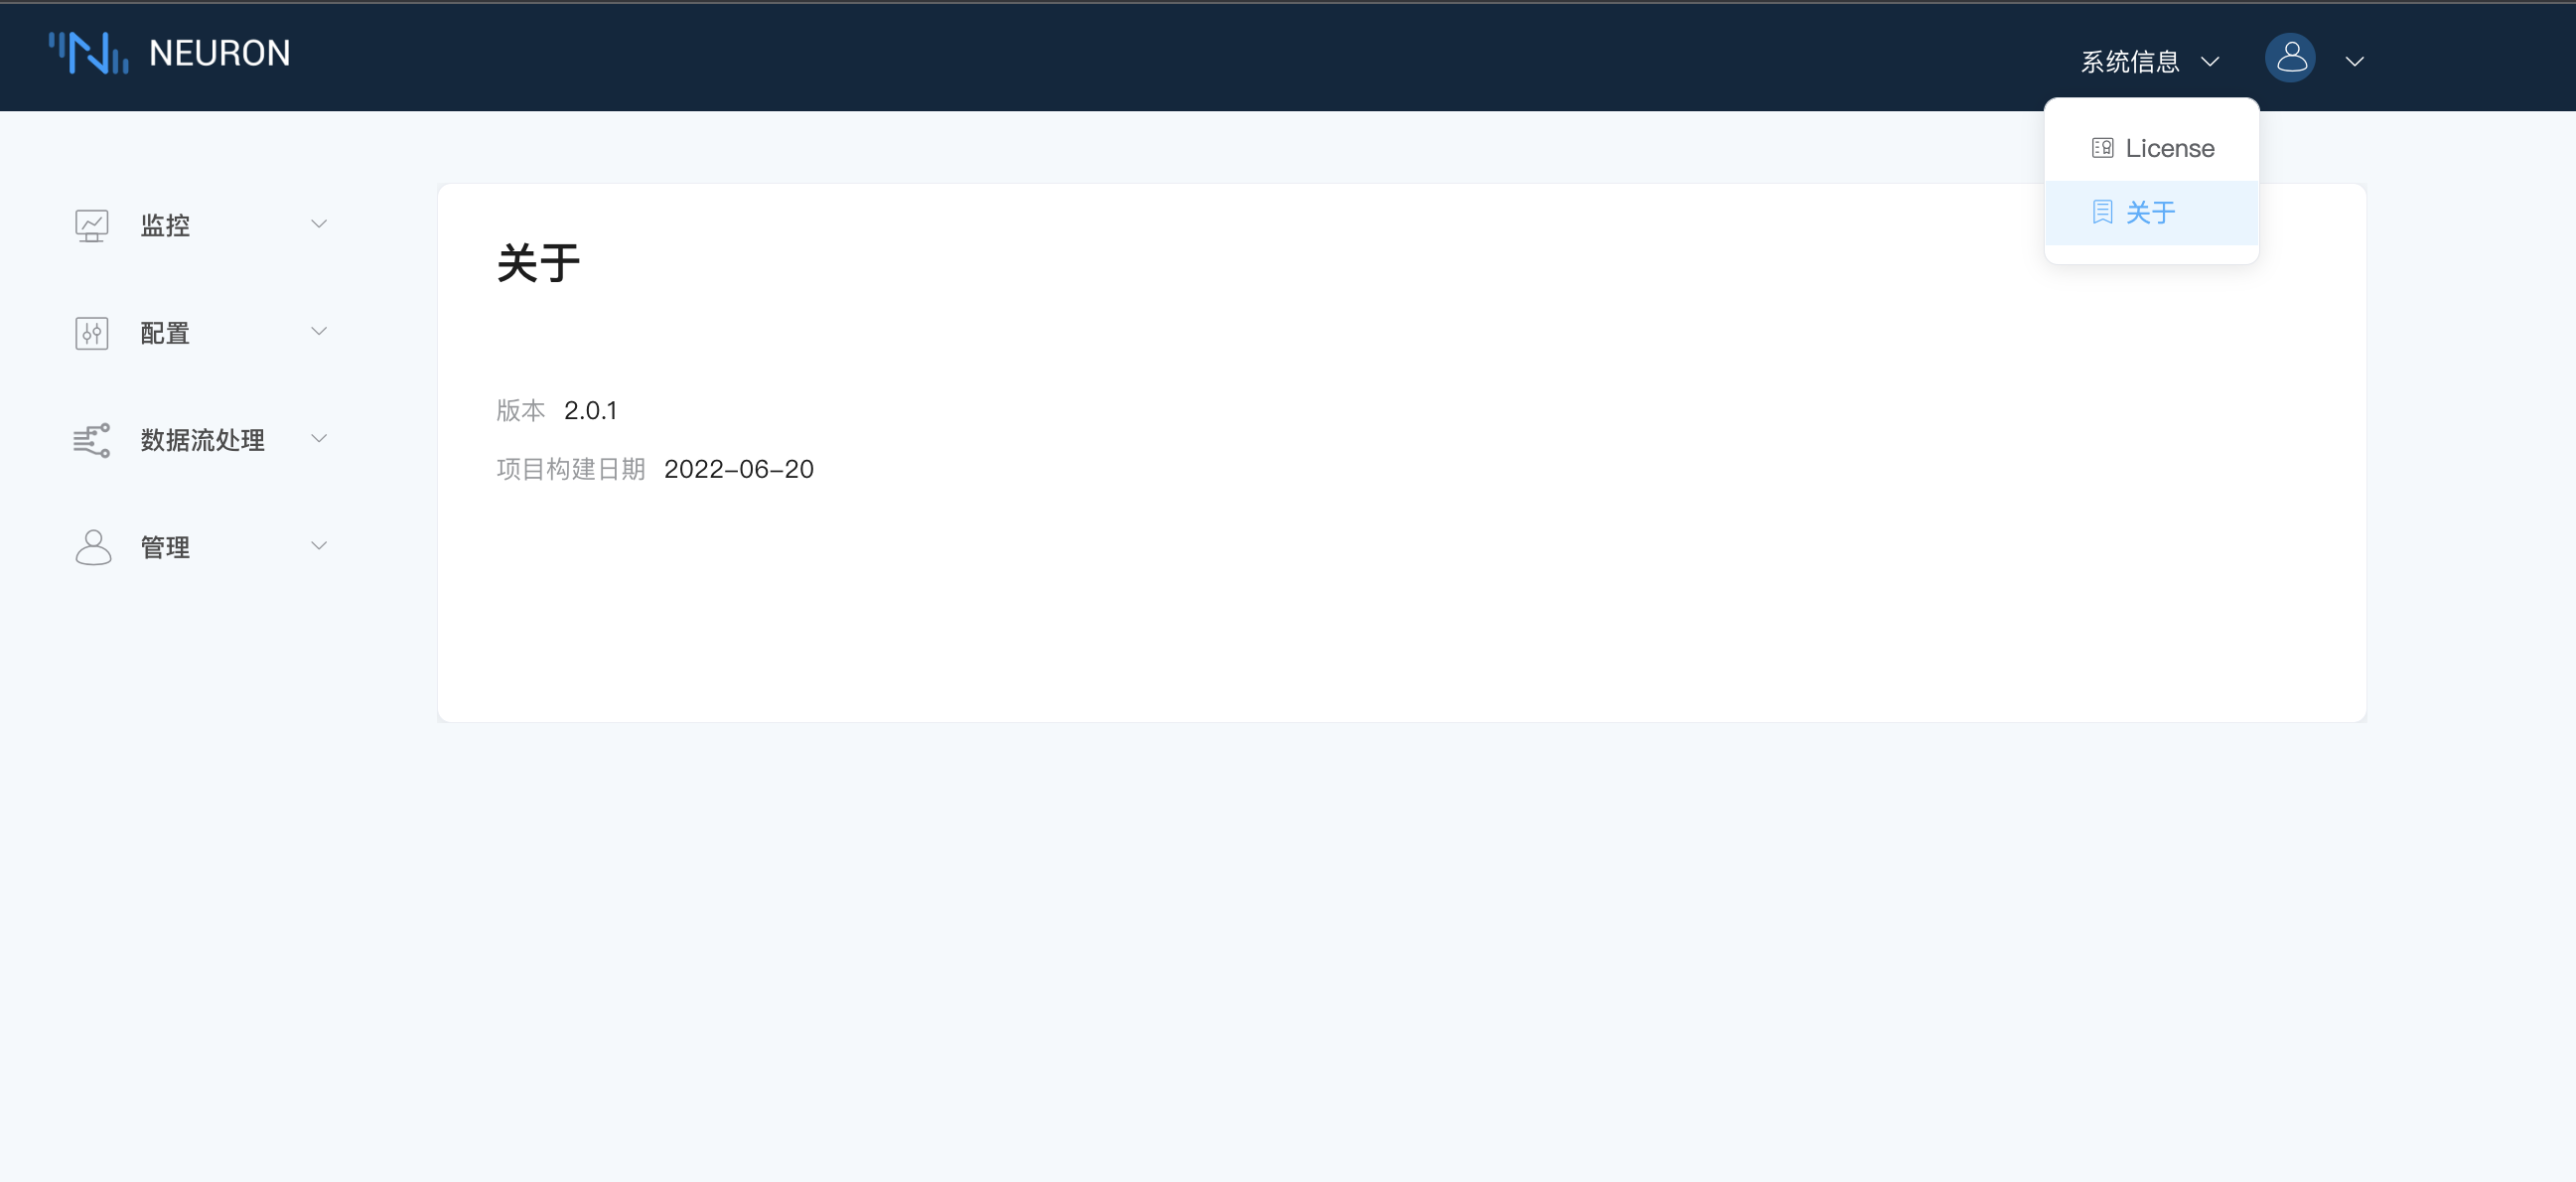 NEURON
系统信息
License
关于
监控
配置
数据流处理
管理
关于
版本 2.0.1
项目构建日期 2022-06-20